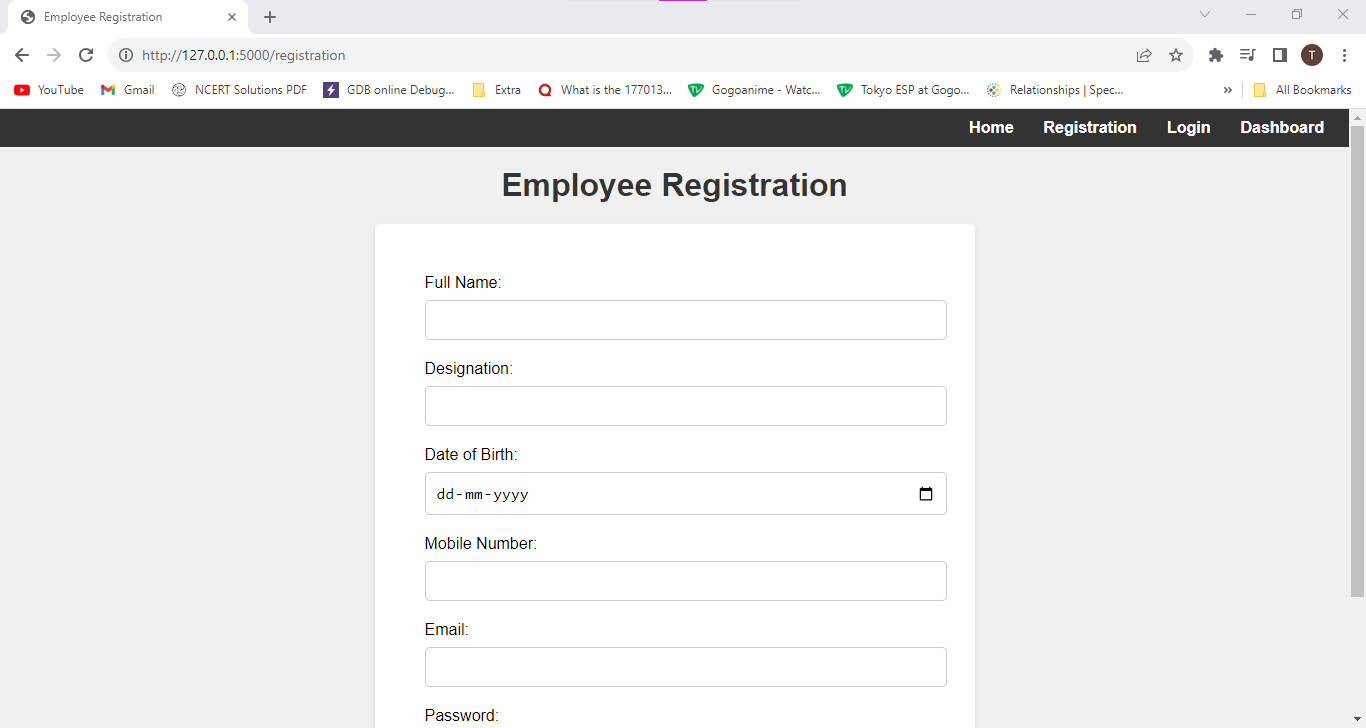 Employee Registration
http://127.0.0.1:5000/registration
T
YouTube Gmail NCERT Solutions PDF GDB online Debug... Extra What is the 177013... Gogoanime - Watc... Tokyo ESP at Gogo... Relationships | Spec... » All Bookmarks
Home Registration Login Dashboard
Employee Registration
Full Name:
Designation:
Date of Birth:
dd-mm-yyyy
Mobile Number:
Email:
Password: